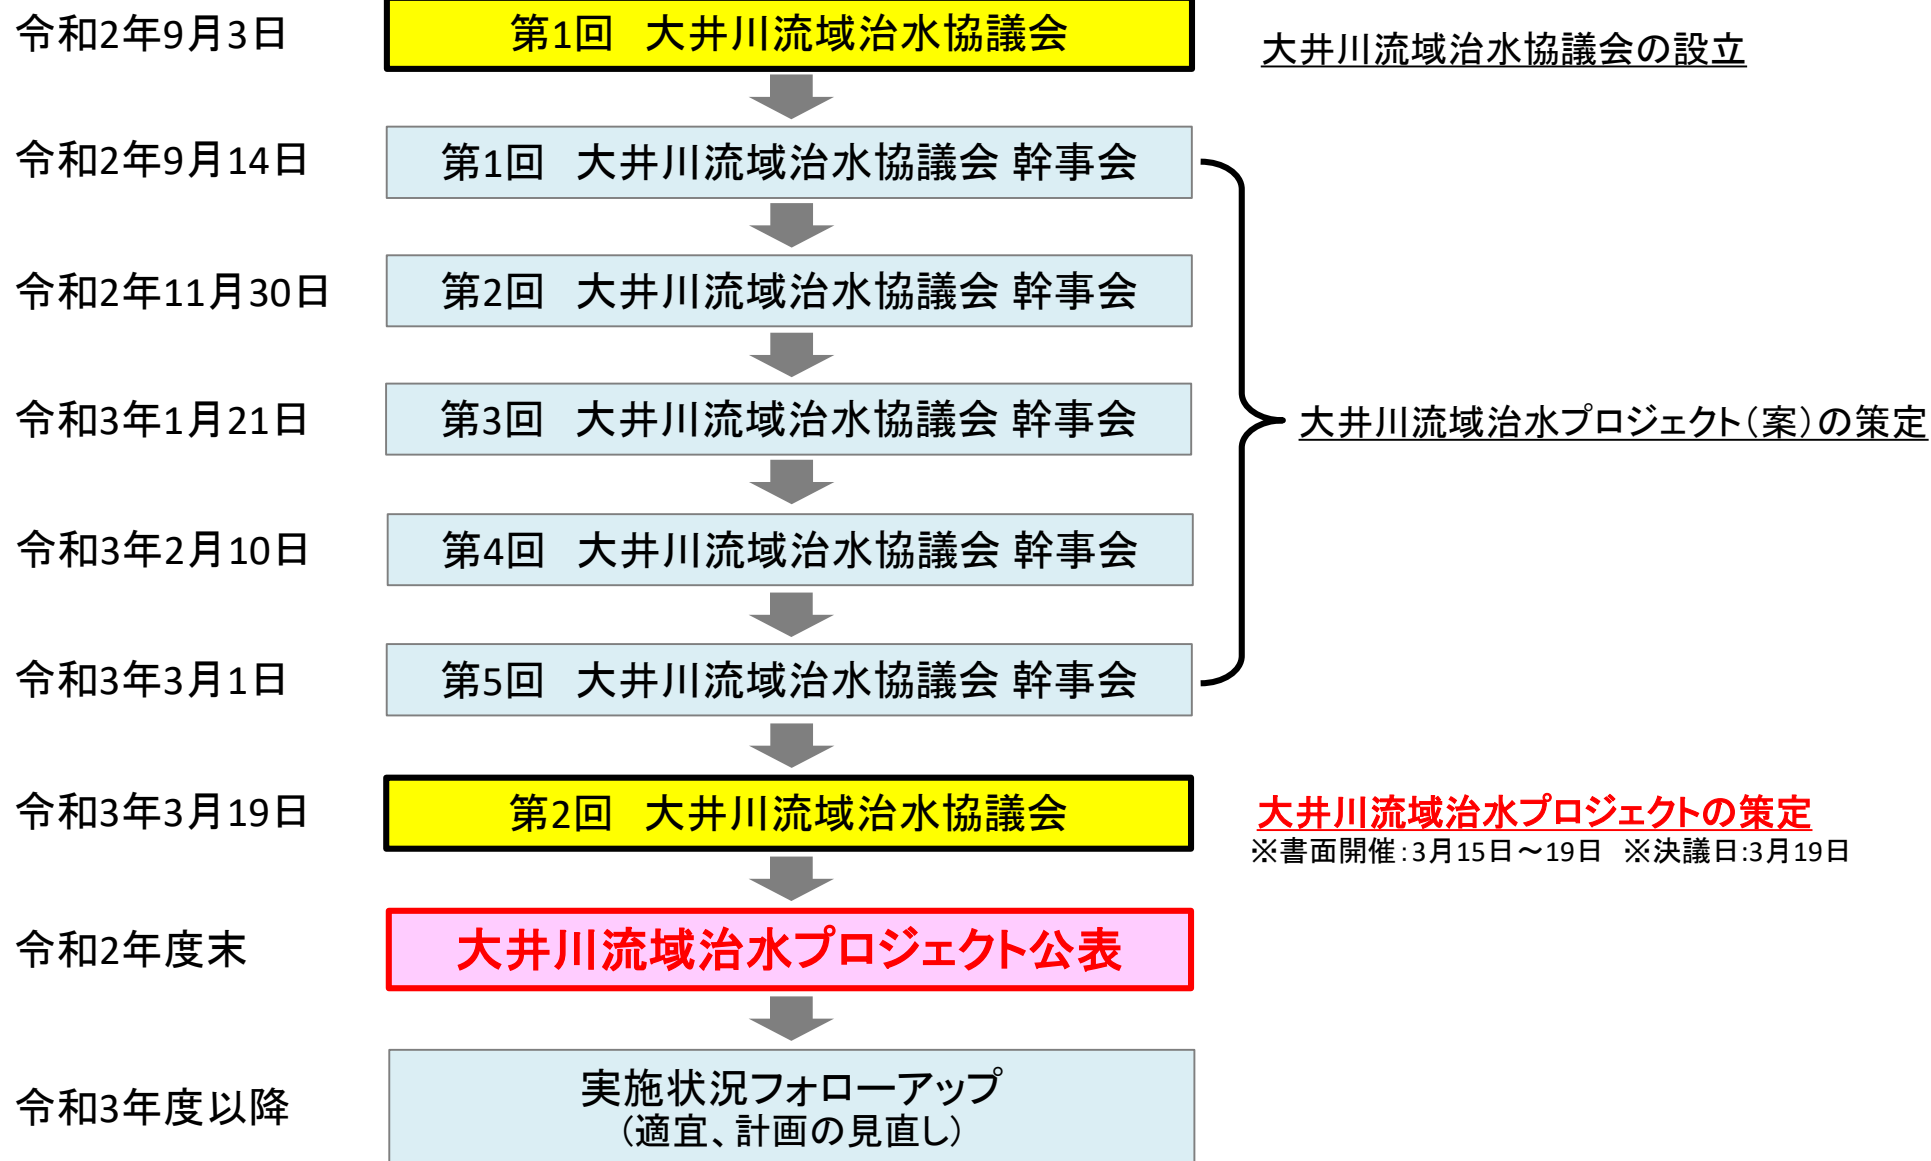 令和2年9月3日
第1回　大井川流域治水協議会
大井川流域治水協議会の設立
令和2年9月14日
第1回　大井川流域治水協議会 幹事会
令和2年11月30日
第2回　大井川流域治水協議会 幹事会
令和3年1月21日
第3回　大井川流域治水協議会 幹事会
大井川流域治水プロジェクト（案）の策定
令和3年2月10日
第4回　大井川流域治水協議会 幹事会
令和3年3月1日
第5回　大井川流域治水協議会 幹事会
令和3年3月19日
第2回　大井川流域治水協議会
大井川流域治水プロジェクトの策定
※書面開催：3月15日～19日　※決議日:3月19日
令和2年度末
大井川流域治水プロジェクト公表
令和3年度以降
実施状況フォローアップ
（適宜、計画の見直し）